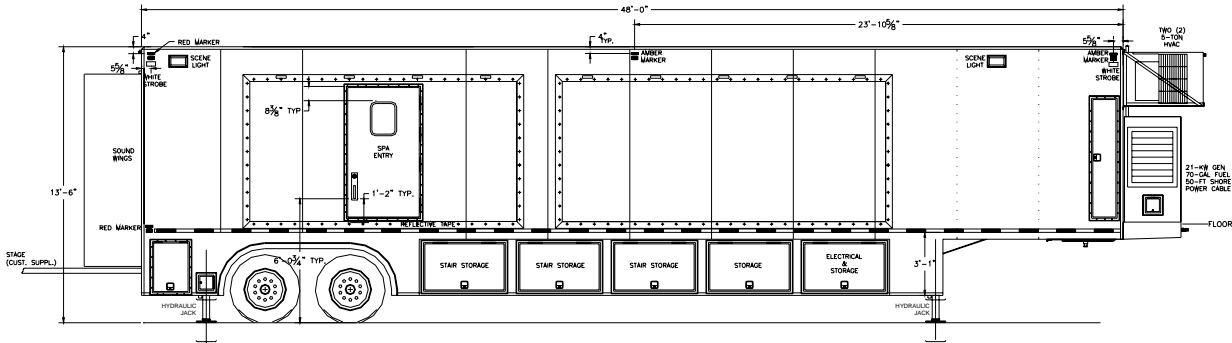 48'-0"
23'-10⅝"
4"
RED MARKER
SCENE
LIGHT
5⅝"
WHITE
STROBE
4"
TYP.
AMBER
MARKER
SCENE
LIGHT
5⅝"
AMBER
MARKER
WHITE
STROBE
TWO (2)
5-TON
HVAC
8⅜" TYP
SPA
ENTRY
1'-2" TYP.
SOUND
WINGS
13'-6"
21-KW GEN
70-GAL FUEL
50-FT SHORE
POWER CABLE
RED MARKER
REFLECTIVE TAPE
FLOOR
STAGE
(CUST. SUPPL.)
6'-0¾" TYP.
STAIR STORAGE
STAIR STORAGE
STAIR STORAGE
STORAGE
ELECTRICAL
&
STORAGE
3'-1"
HYDRAULIC
JACK
HYDRAULIC
JACK